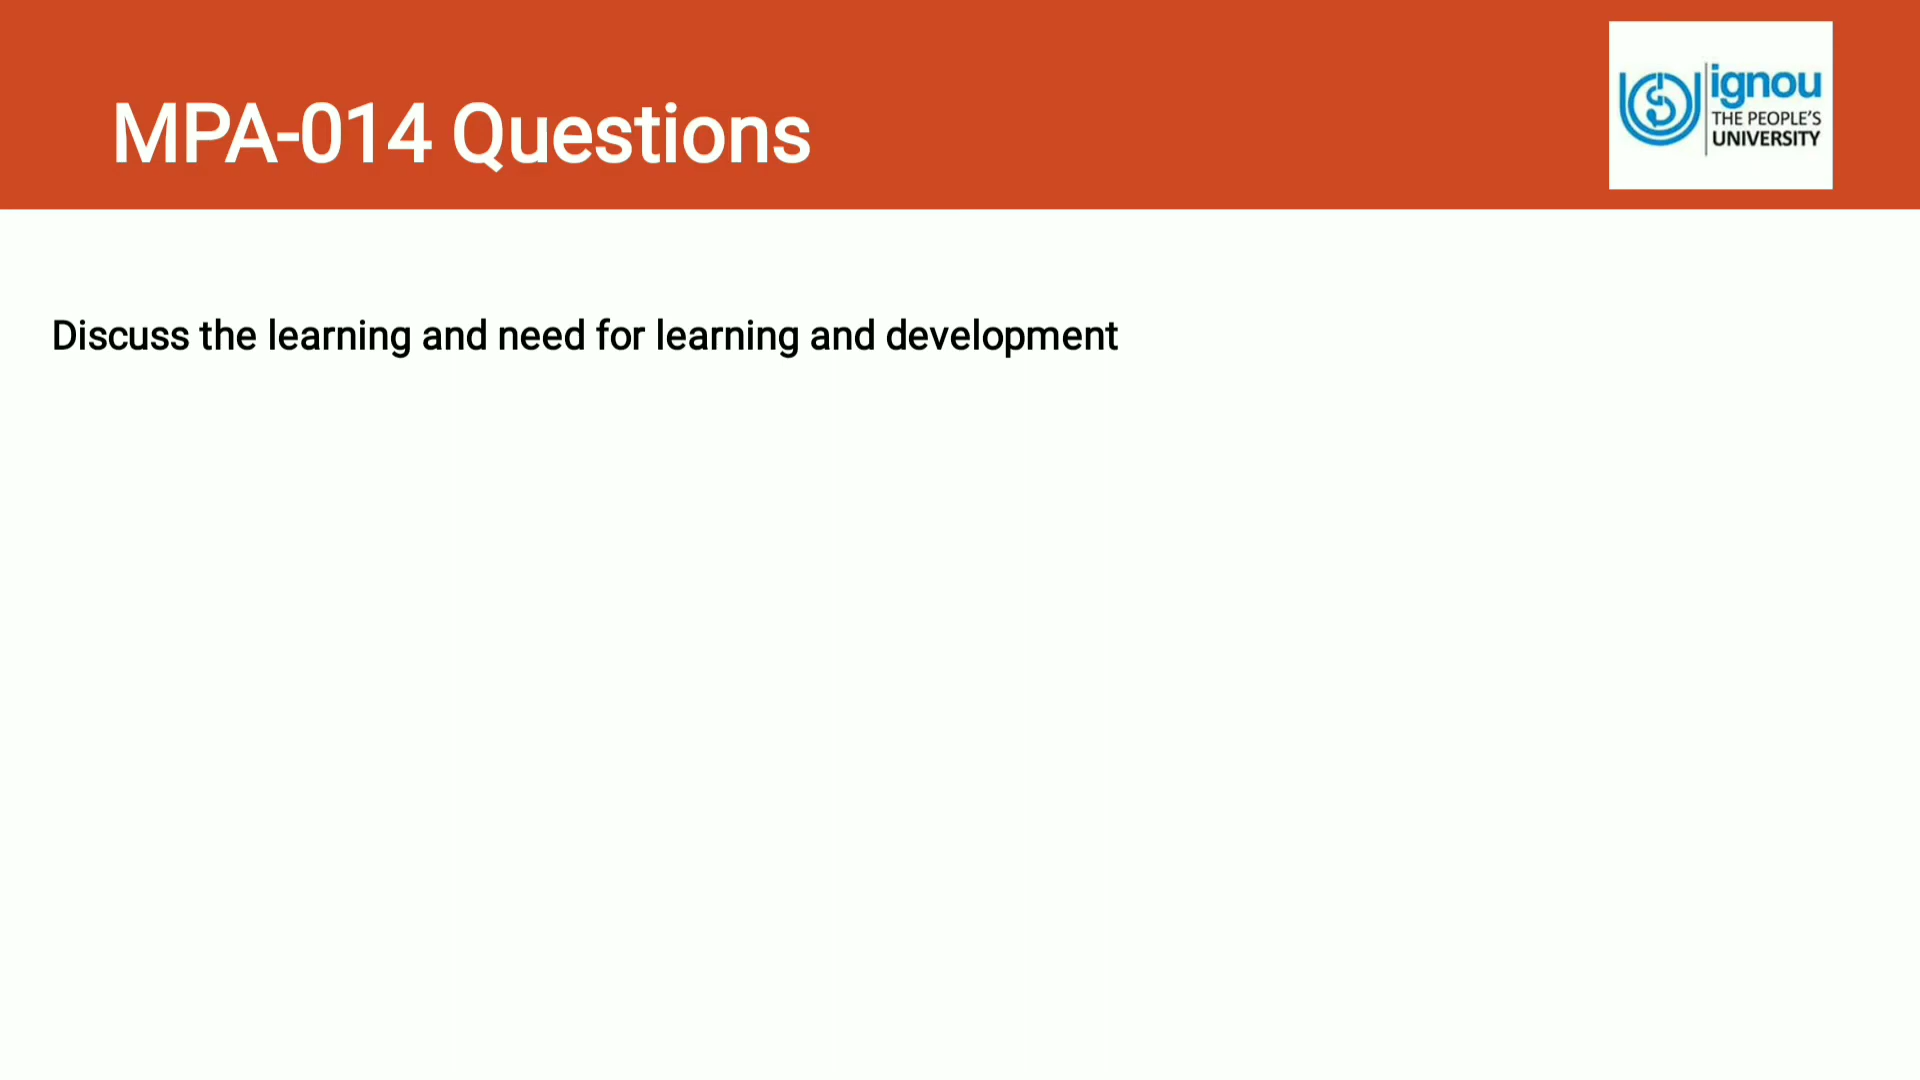 MPA-014 Questions
ignou
THE PEOPLE'S
UNIVERSITY
Discuss the learning and need for learning and development